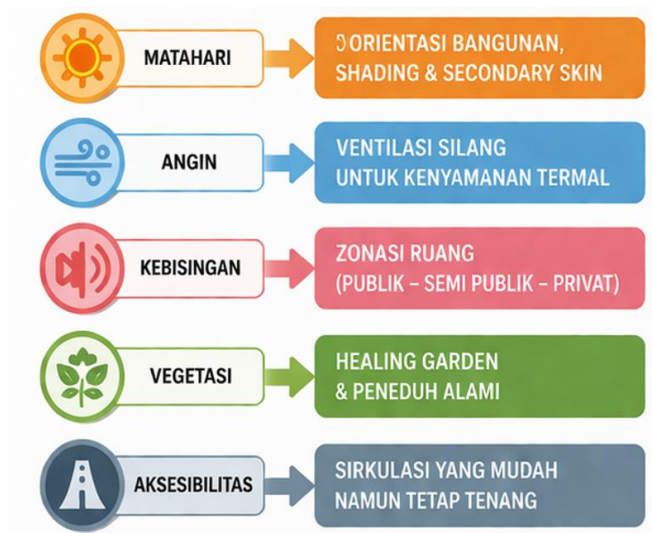 MATAHARI
ORIENTASI BANGUNAN,
SHADING & SECONDARY SKIN
ANGIN
VENTILASI SILANG
UNTUK KENYAMANAN TERMAL
KEBISINGAN
ZONASI RUANG
(PUBLIK – SEMI PUBLIK – PRIVAT)
VEGETASI
HEALING GARDEN
& PENEDUH ALAMI
AKSESIBILITAS
SIRKULASI YANG MUDAH
NAMUN TETAP TENANG